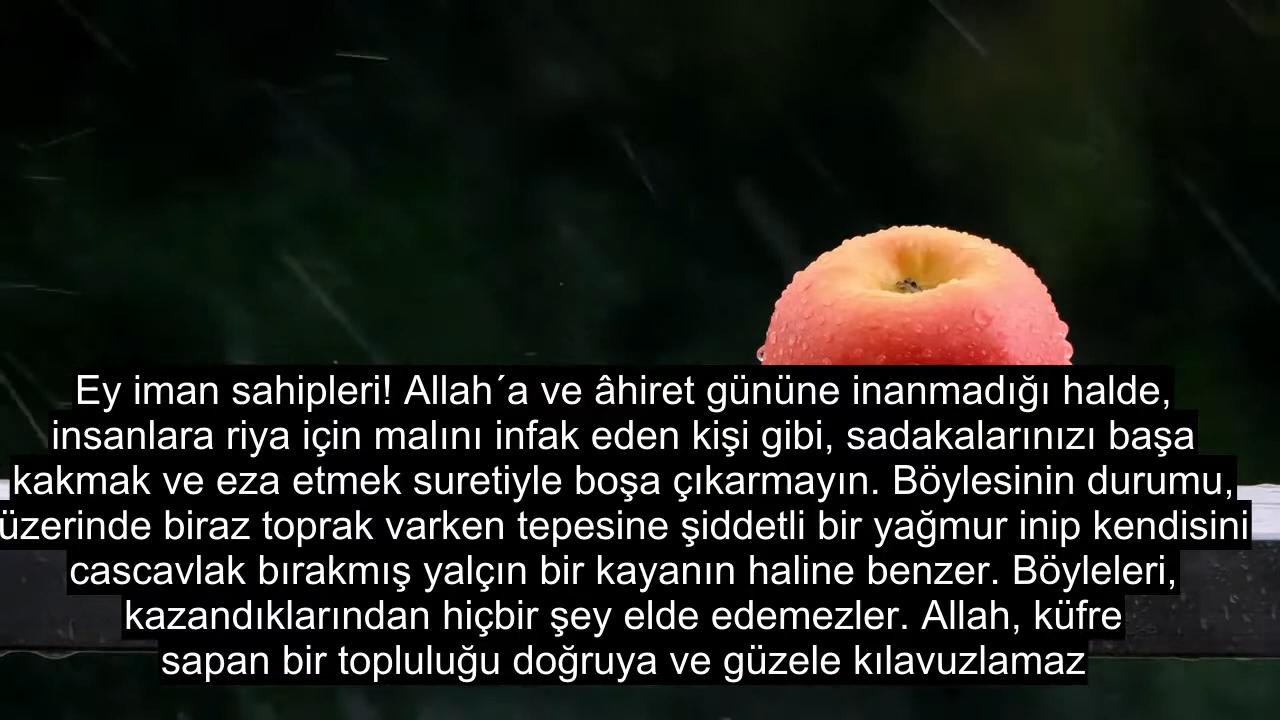 Ey iman sahipleri! Allah´a ve âhiret gününe inanmadığı halde,
insanlara riya için malını infak eden kişi gibi, sadakalarınızı başa
kakmak ve eza etmek suretiyle boşa çıkarmayın. Böylesinin durumu,
üzerinde biraz toprak varken tepesine şiddetli bir yağmur inip kendisini
cascavlak bırakmış yalçın bir kayanın haline benzer. Böyleleri,
kazandıklarından hiçbir şey elde edemezler. Allah, küfre
sapan bir topluluğu doğruya ve güzele kılavuzlamaz